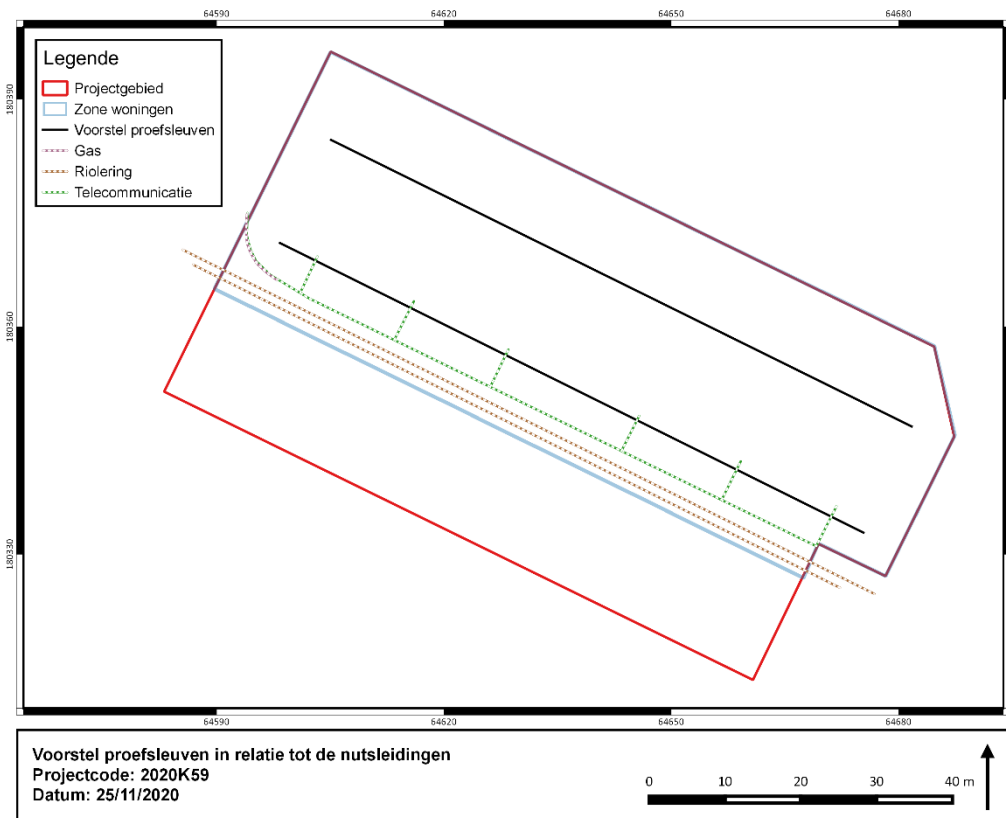 64590 64620 64650 64680
Legende
Projectgebied
Zone woningen
Voorstel proefsleuven
Gas
Riolering
Telecommunicatie
180390
180360
180330
64590 64620 64650 64680
Voorstel proefsleuven in relatie tot de nutsleidingen
Projectcode: 2020K59
Datum: 25/11/2020
0 10 20 30 40 m